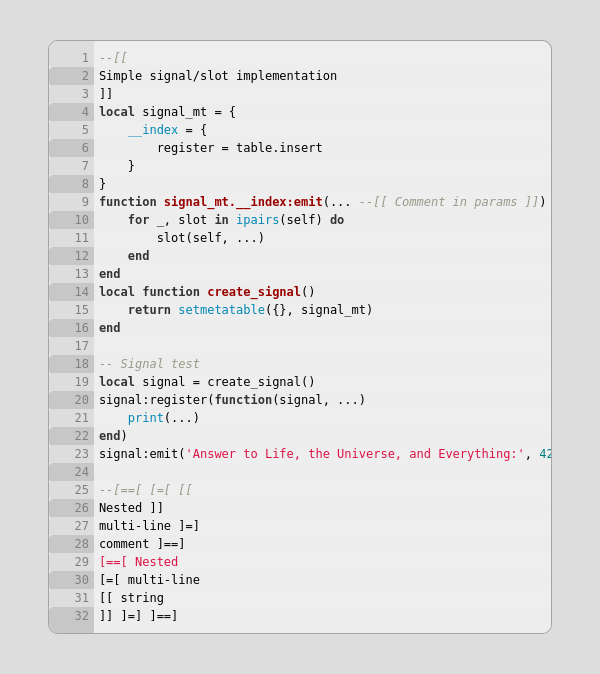 1 --[[
2 Simple signal/slot implementation
3 ]]
4 local signal_mt = {
5     __index = {
6         register = table.insert
7     }
8 }
9 function signal_mt.__index:emit(... --[[ Comment in params ]])
10     for _, slot in ipairs(self) do
11         slot(self, ...)
12     end
13 end
14 local function create_signal()
15     return setmetatable({}, signal_mt)
16 end
17
18 -- Signal test
19 local signal = create_signal()
20 signal:register(function(signal, ...)
21     print(...)
22 end)
23 signal:emit('Answer to Life, the Universe, and Everything:', 42
24
25 --[==[ [=[ [[
26 Nested ]]
27 multi-line ]=]
28 comment ]==]
29 [==[ Nested
30 [=[ multi-line
31 [[ string
32 ]] ]=] ]==]